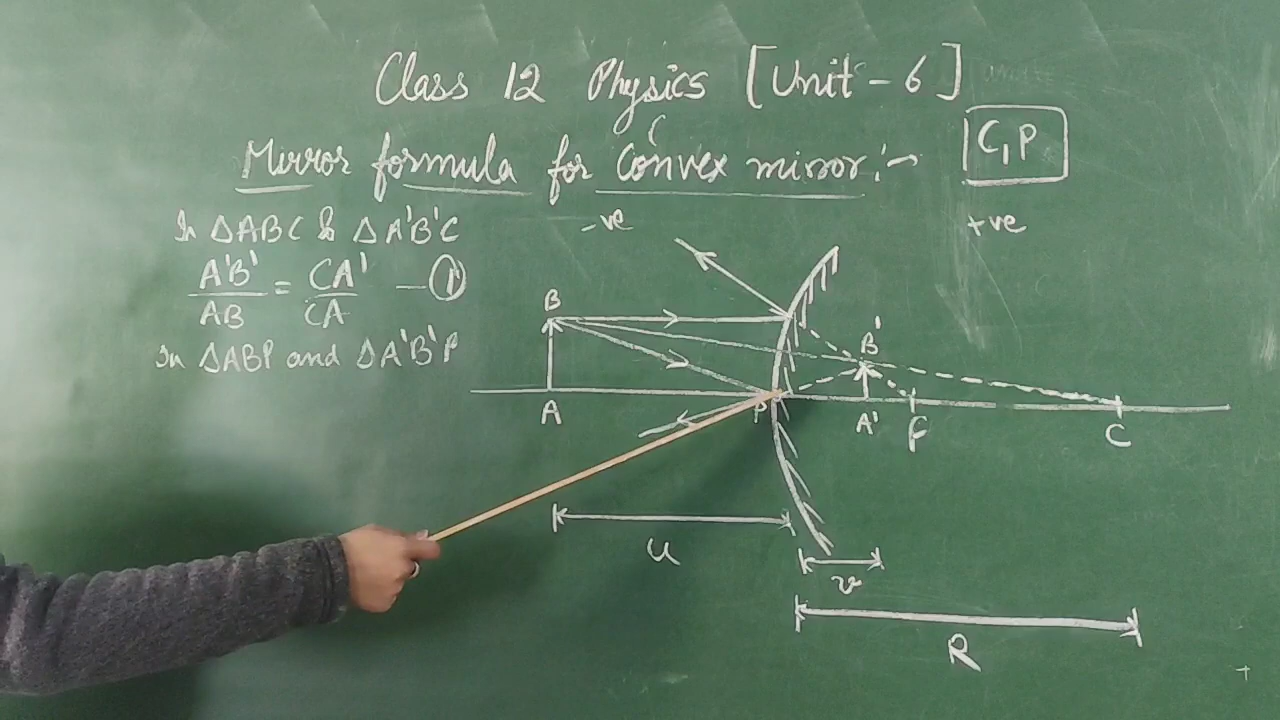 Class 12 Physics [Unit - 6]
Mirror formula for Convex mirror :-
C, P
In ΔABC & ΔA'B'C
-ve
+ve
A'B'/AB = CA'/CA - ①
In ΔABP and ΔA'B'P
B
B'
A
P
A'
F
C
u
v
R